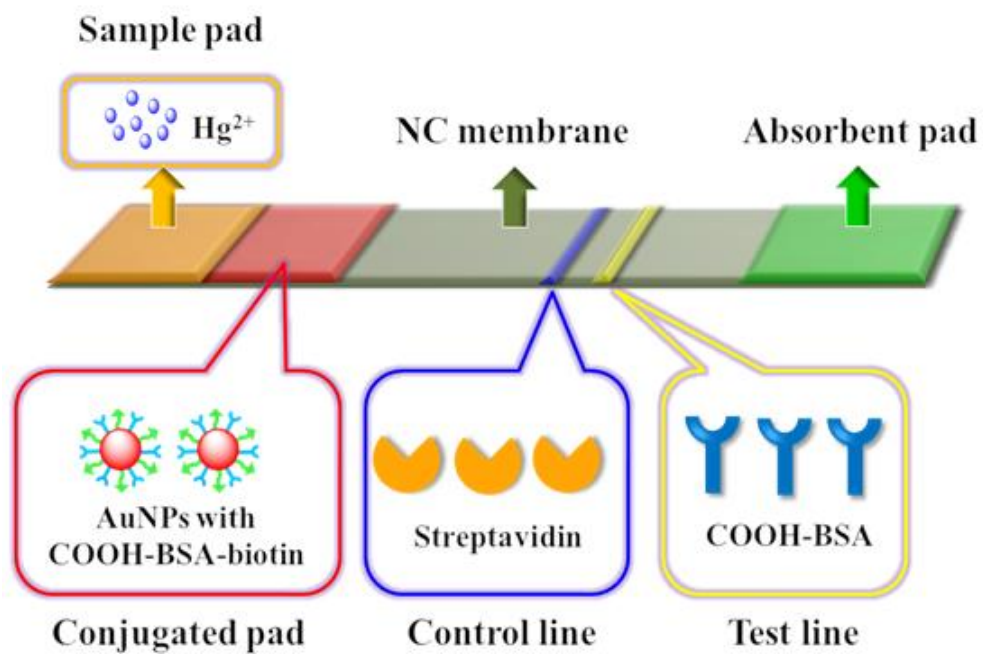 Sample pad
Hg²⁺
NC membrane
Absorbent pad
AuNPs with
COOH-BSA-biotin
Streptavidin
COOH-BSA
Conjugated pad
Control line
Test line